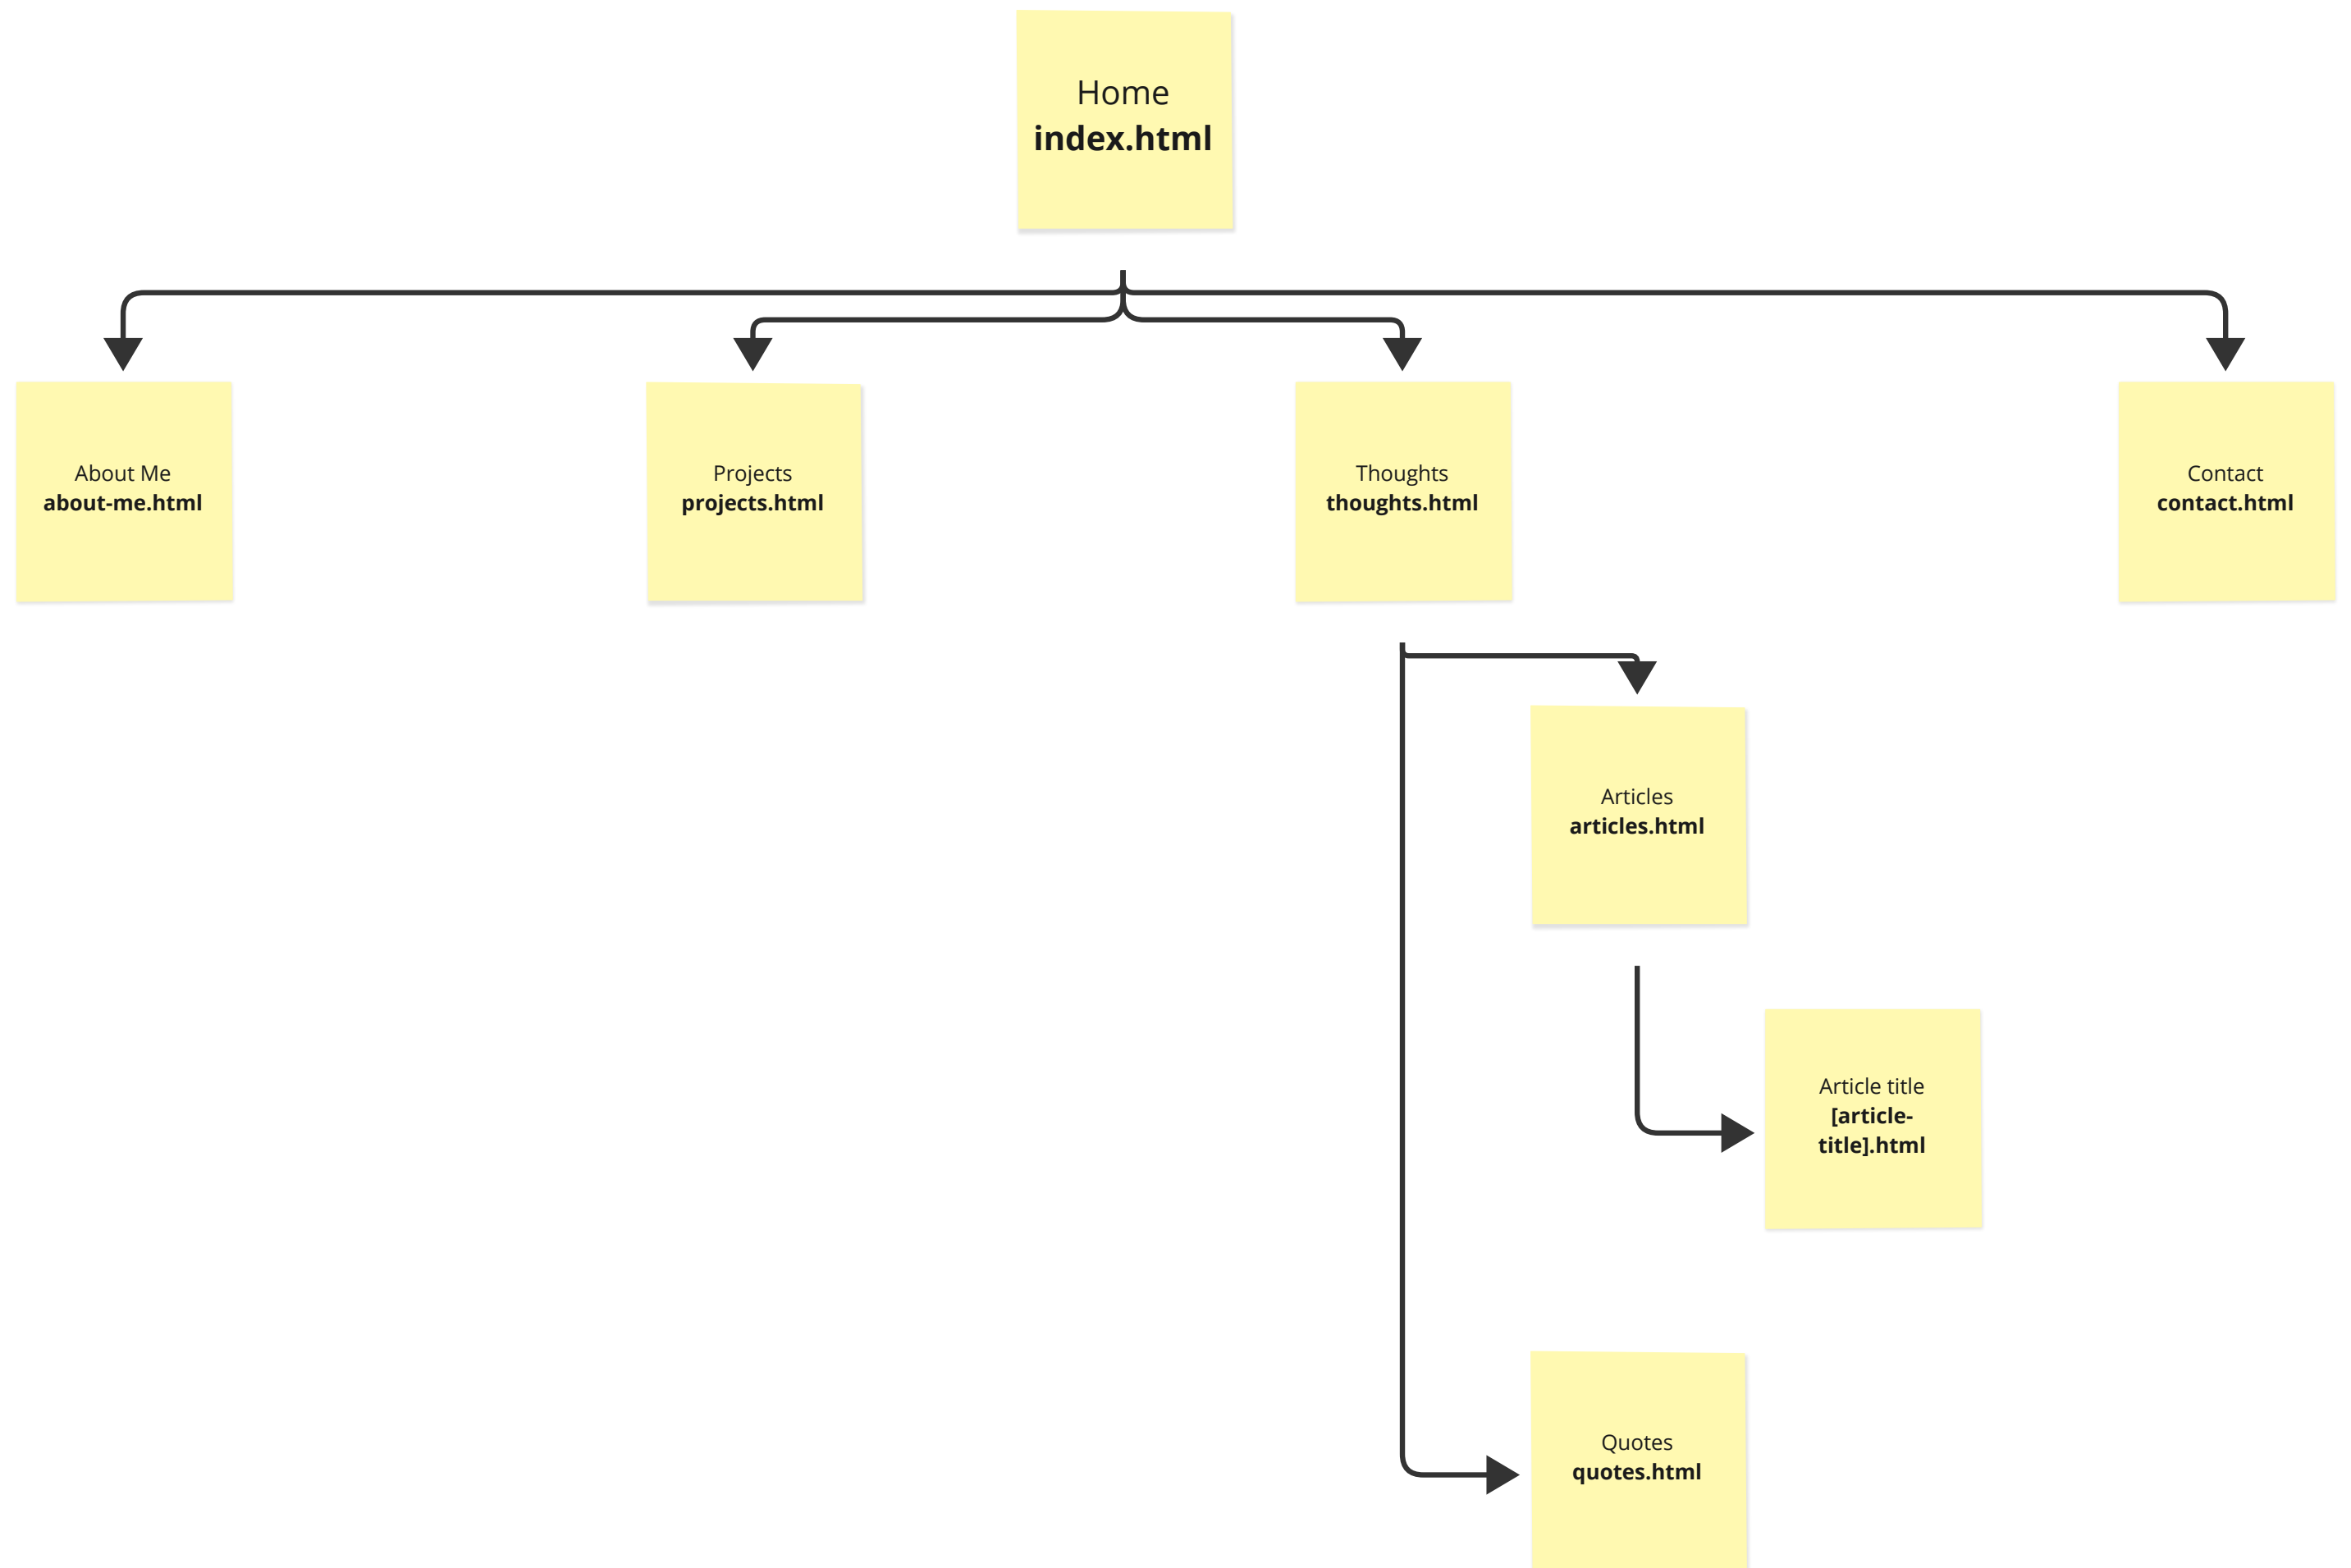 Home
index.html
About Me
about-me.html
Projects
projects.html
Thoughts
thoughts.html
Contact
contact.html
Articles
articles.html
Article title
[article-
title].html
Quotes
quotes.html